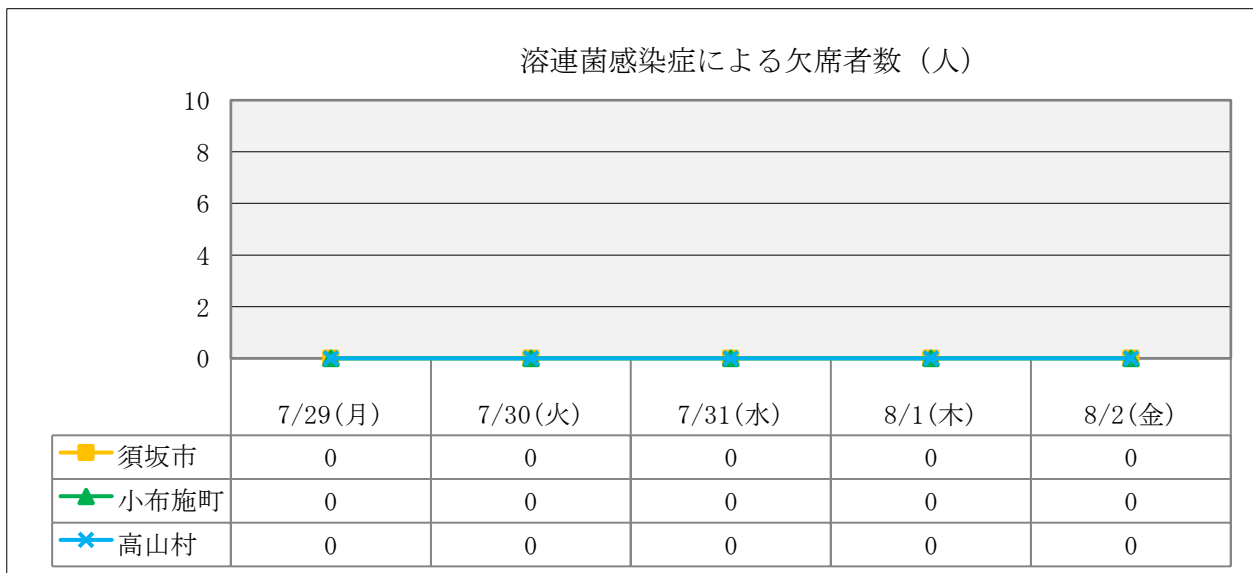 溶連菌感染症による欠席者数（人）
10
8
6
4
2
0
7/29(月) 7/30(火) 7/31(水) 8/1(木) 8/2(金)
須坂市 0 0 0 0 0
小布施町 0 0 0 0 0
高山村 0 0 0 0 0